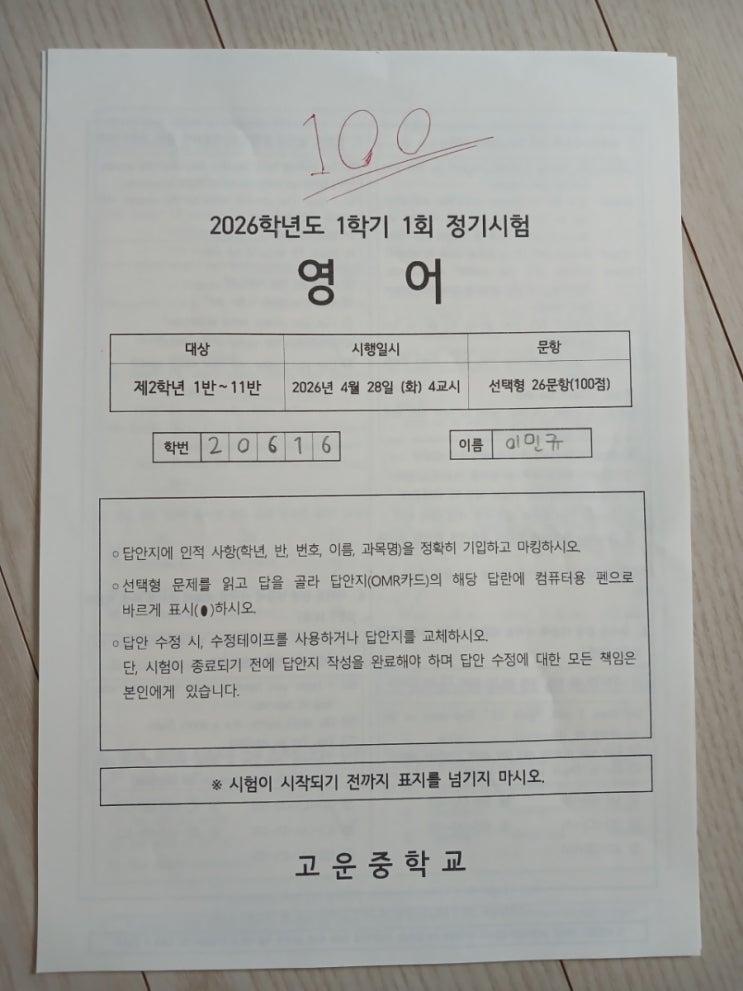 100
2026학년도 1학기 1회 정기시험
영 어
대상 시행일시 문항
제2학년 1반~11반 2026년 4월 28일 (화) 4교시 선택형 26문항(100점)
학번 2 0 6 1 6 이름 이민규
○ 답안지에 인적 사항(학년, 반, 번호, 이름, 과목명)을 정확히 기입하고 마킹하시오.
○ 선택형 문제를 읽고 답을 골라 답안지(OMR카드)의 해당 답란에 컴퓨터용 펜으로
바르게 표시(●)하시오.
○ 답안 수정 시, 수정테이프를 사용하거나 답안지를 교체하시오.
단, 시험이 종료되기 전에 답안지 작성을 완료해야 하며 답안 수정에 대한 모든 책임은
본인에게 있습니다.
※ 시험이 시작되기 전까지 표지를 넘기지 마시오.
고운중학교